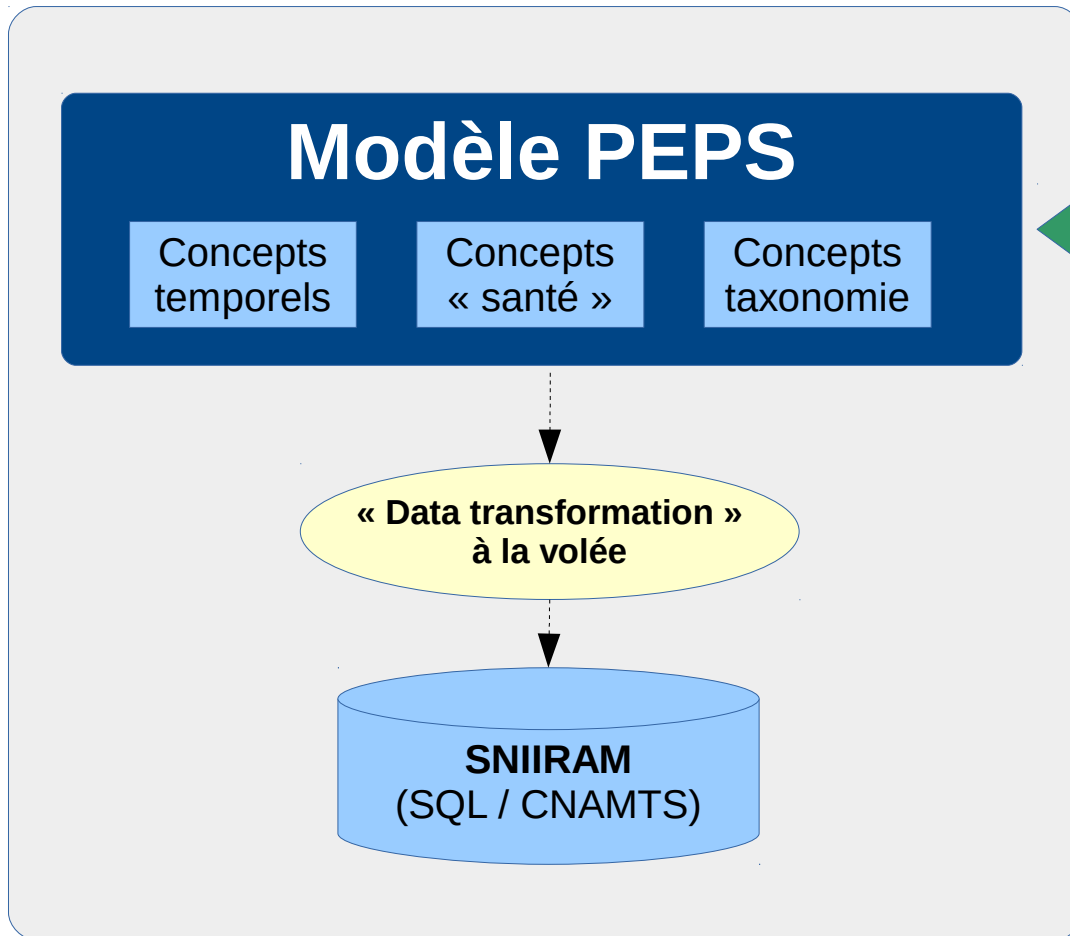 Modèle PEPS
Concepts
temporels
Concepts
« santé »
Concepts
taxonomie
« Data transformation »
à la volée
SNIIRAM
(SQL / CNAMTS)